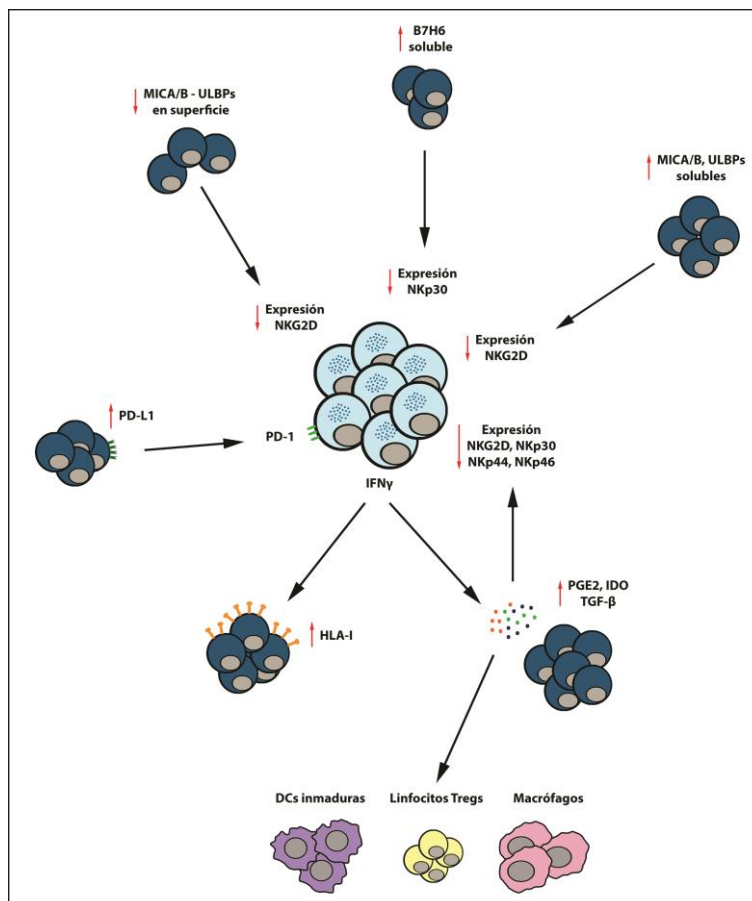 B7H6
soluble
MICA/B - ULBPs
en superficie
MICA/B, ULBPs
solubles
Expresión
NKp30
Expresión
NKG2D
Expresión
NKG2D
PD-L1
PD-1
Expresión
NKG2D, NKp30
NKp44, NKp46
IFNγ
PGE2, IDO
TGF-β
HLA-I
DCs inmaduras
Linfocitos Tregs
Macrófagos